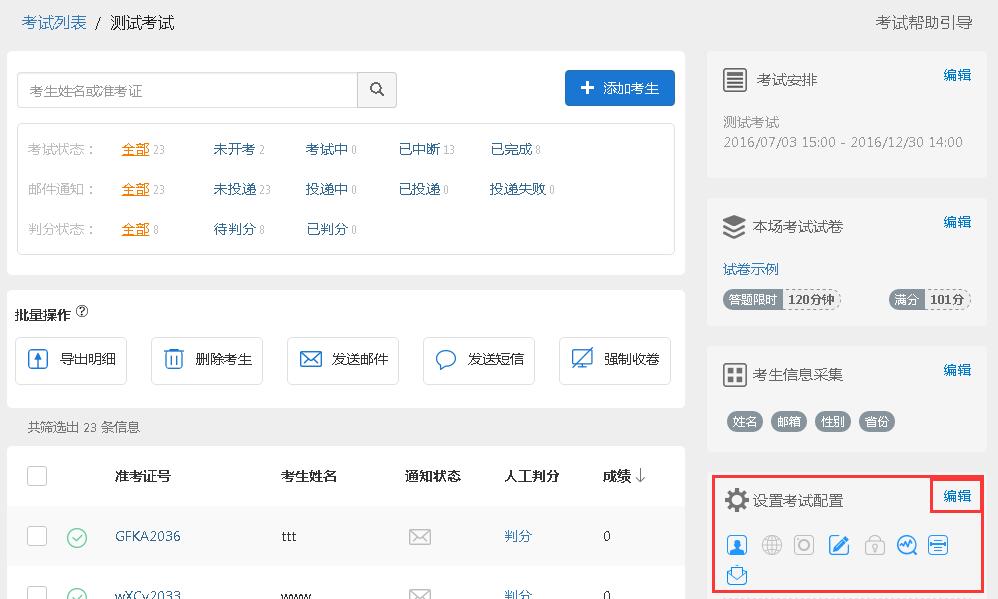 考试列表 / 测试考试
考试帮助引导
考生姓名或准考证
添加考生
考试状态： 全部 23 未开考 2 考试中 0 已中断 13 已完成 8
邮件通知： 全部 23 未投递 23 投递中 0 已投递 0 投递失败 0
判分状态： 全部 8 待判分 8 已判分 0
批量操作 ?
导出明细 删除考生 发送邮件 发送短信 强制收卷
共筛选出 23 条信息
准考证号 考生姓名 通知状态 人工判分 成绩
GFKA2036 ttt 判分 0
wXCy2033 www 判分 0
考试安排 编辑
测试考试
2016/07/03 15:00 - 2016/12/30 14:00
本场考试试卷 编辑
试卷示例
答题限时 120分钟 满分 101分
考生信息采集 编辑
姓名 邮箱 性别 省份
设置考试配置 编辑